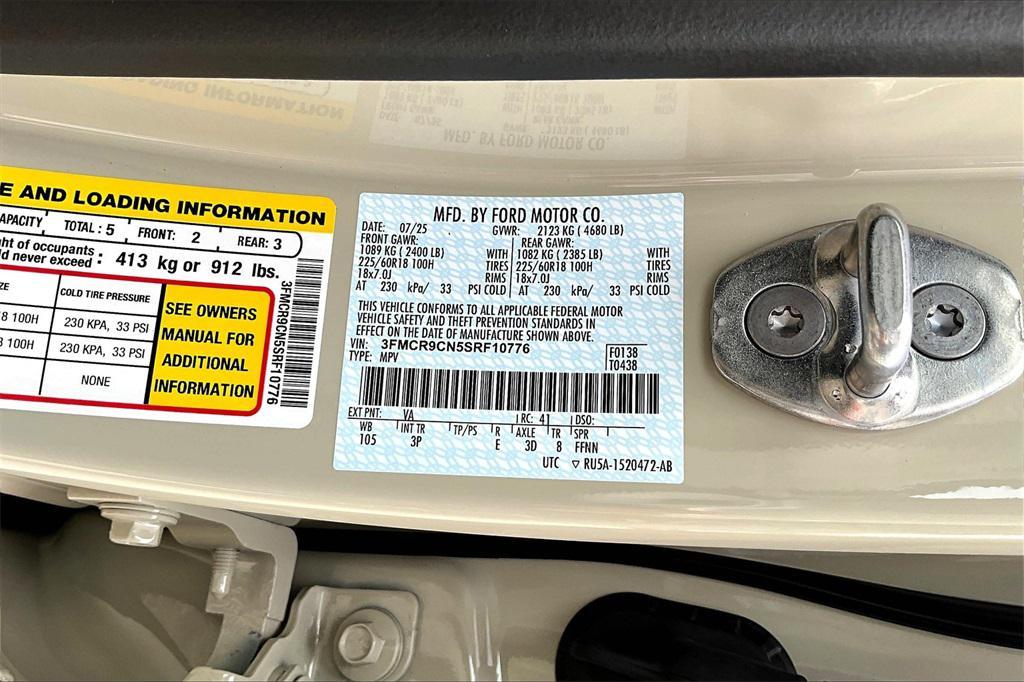 E AND LOADING INFORMATION
CAPACITY TOTAL : 5 FRONT: 2 REAR: 3
ght of occupants
ld never exceed : 413 kg or 912 lbs.
ZE COLD TIRE PRESSURE
8 100H 230 KPA, 33 PSI
8 100H 230 KPA, 33 PSI
NONE
SEE OWNERS
MANUAL FOR
ADDITIONAL
INFORMATION
3FMCR9CN5SRF10776
MFD. BY FORD MOTOR CO.
DATE: 07/25 GVWR: 2123 KG ( 4680 LB)
FRONT GAWR: REAR GAWR:
1089 KG ( 2400 LB) WITH 1082 KG ( 2385 LB) WITH
225/60R18 100H TIRES 225/60R18 100H TIRES
18x7.0J RIMS 18x7.0J RIMS
AT 230 kPa/ 33 PSI COLD AT 230 kPa/ 33 PSI COLD
THIS VEHICLE CONFORMS TO ALL APPLICABLE FEDERAL MOTOR
VEHICLE SAFETY AND THEFT PREVENTION STANDARDS IN
EFFECT ON THE DATE OF MANUFACTURE SHOWN ABOVE.
VIN: 3FMCR9CN5SRF10776 F0138
TYPE: MPV T0438
EXT PNT: VA RC: 41 DSO:
WB INT TR TP/PS R AXLE TR SPR
105 3P E 3D 8 FFNN
UTC ▽ RU5A-1520472-AB